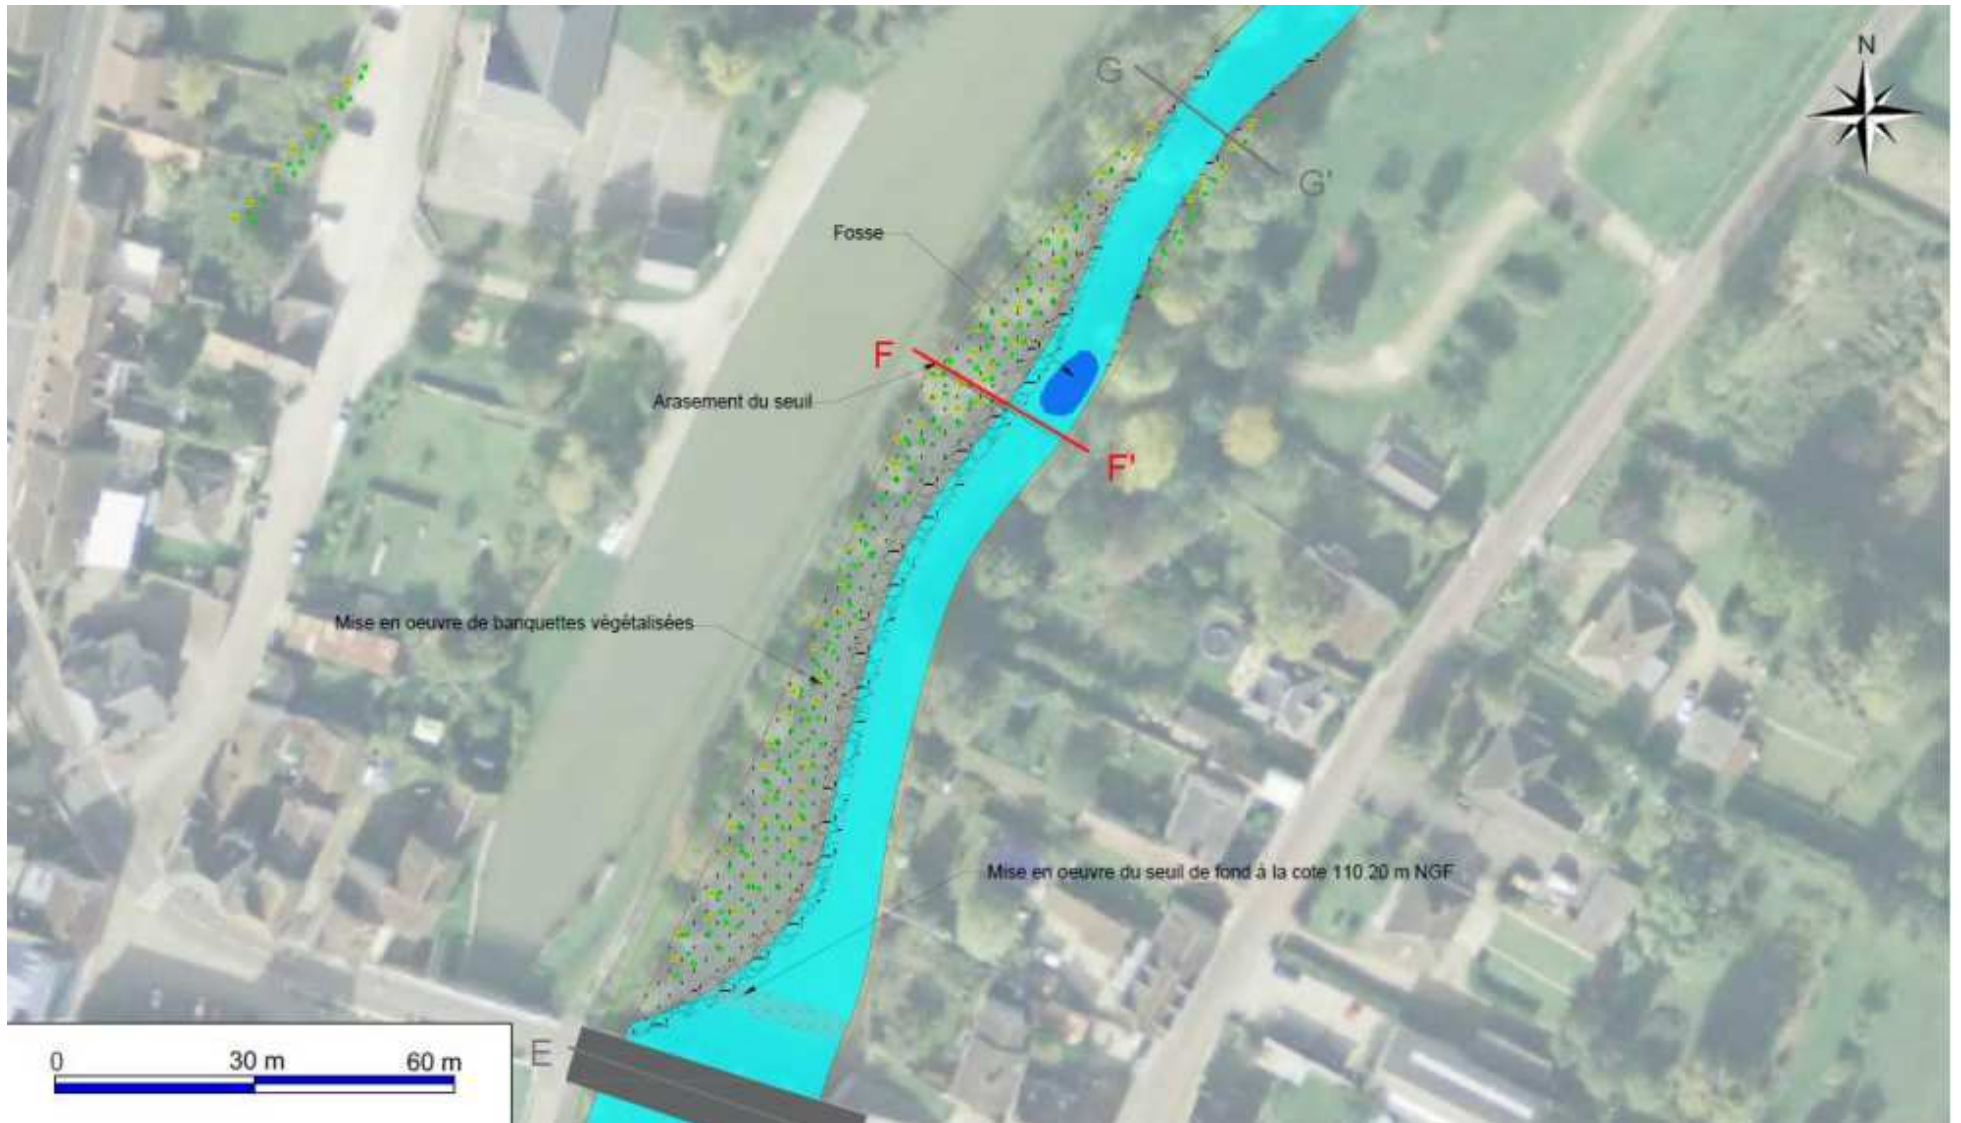 N
G
G'
Fosse
F
Arasement du seuil
F'
Mise en oeuvre de banquettes végétalisées
Mise en oeuvre du seuil de fond à la cote 110.20 m NGF
E
0 30 m 60 m